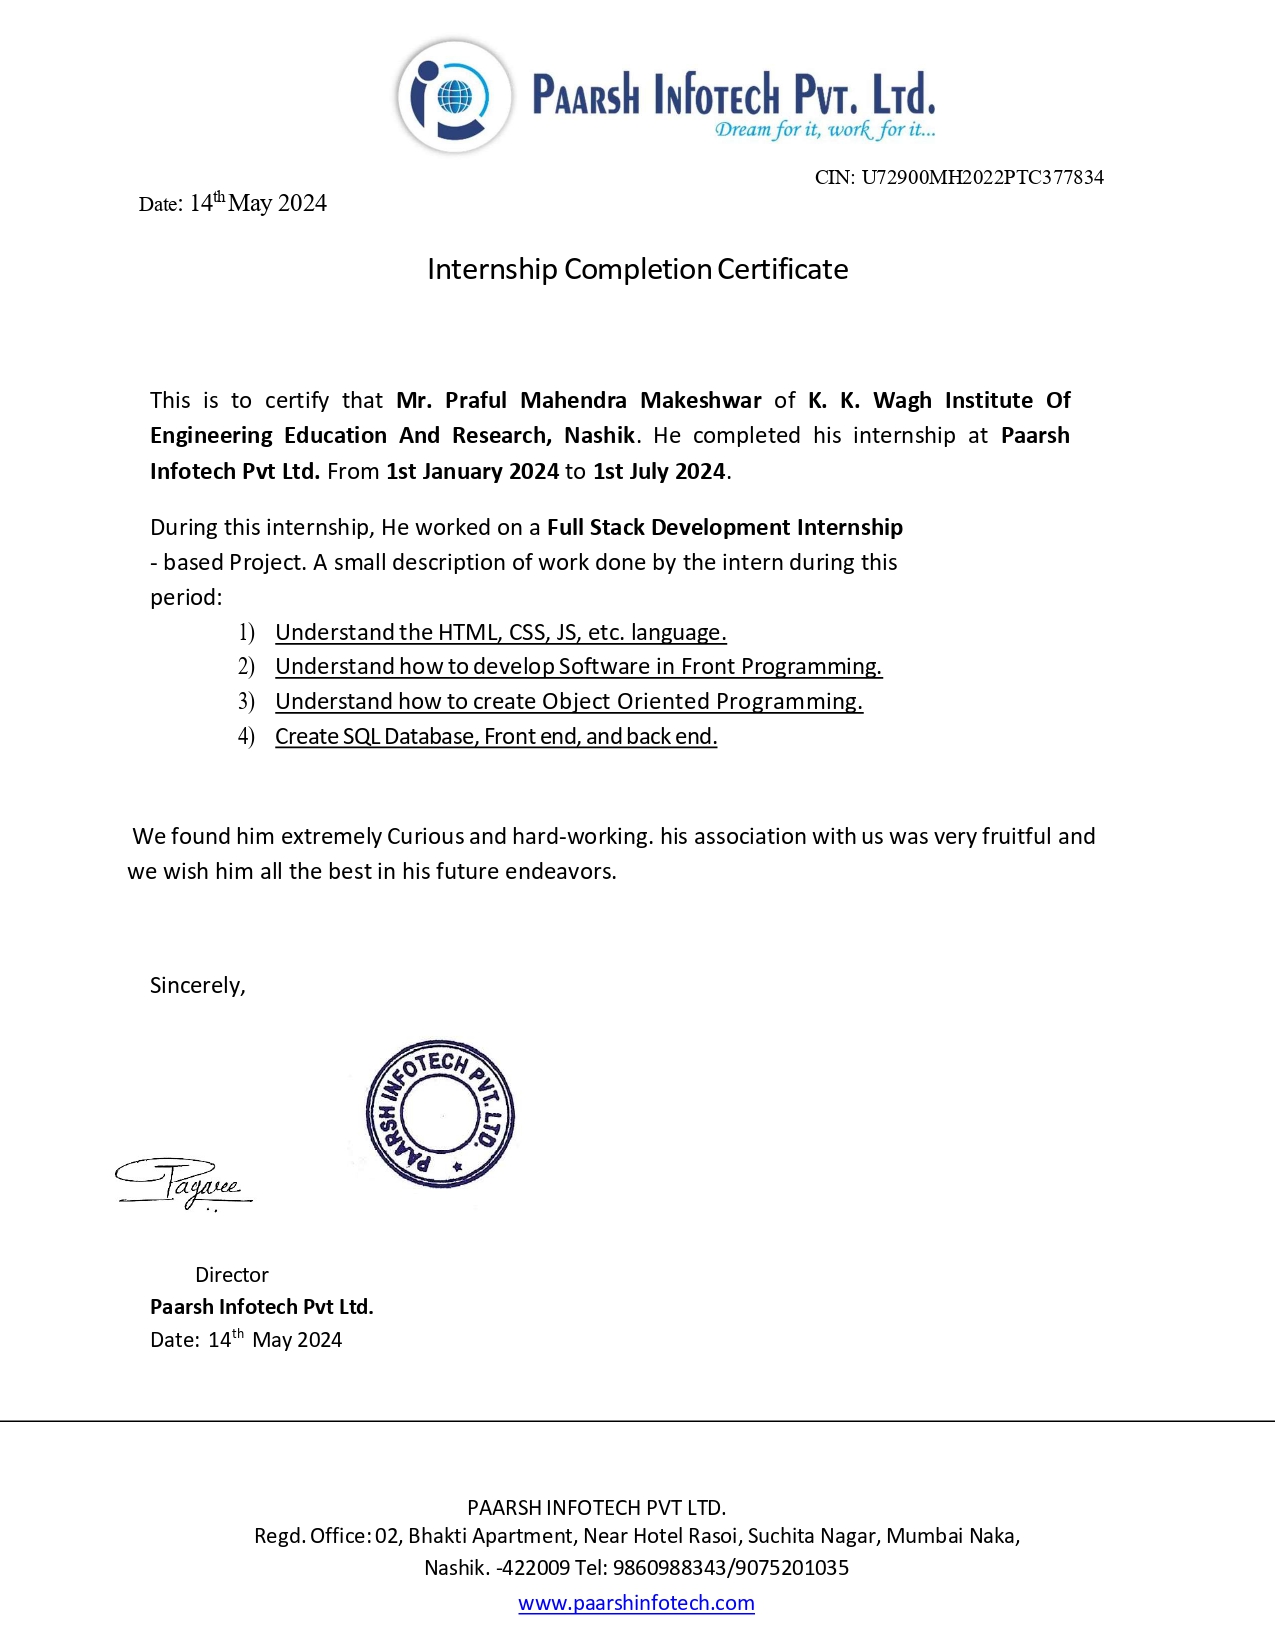 PAARSH INFOTECH PVT. LTD.
Dream for it, work for it...
CIN: U72900MH2022PTC377834
Date: 14th May 2024
Internship Completion Certificate
This is to certify that Mr. Praful Mahendra Makeshwar of K. K. Wagh Institute Of
Engineering Education And Research, Nashik. He completed his internship at Paarsh
Infotech Pvt Ltd. From 1st January 2024 to 1st July 2024.
During this internship, He worked on a Full Stack Development Internship
- based Project. A small description of work done by the intern during this
period:
1) Understand the HTML, CSS, JS, etc. language.
2) Understand how to develop Software in Front Programming.
3) Understand how to create Object Oriented Programming.
4) Create SQL Database, Front end, and back end.
We found him extremely Curious and hard-working. his association with us was very fruitful and
we wish him all the best in his future endeavors.
Sincerely,
PAARSH INFOTECH PVT. LTD.
Pagaree
Director
Paarsh Infotech Pvt Ltd.
Date: 14th May 2024
PAARSH INFOTECH PVT LTD.
Regd. Office: 02, Bhakti Apartment, Near Hotel Rasoi, Suchita Nagar, Mumbai Naka,
Nashik. -422009 Tel: 9860988343/9075201035
www.paarshinfotech.com